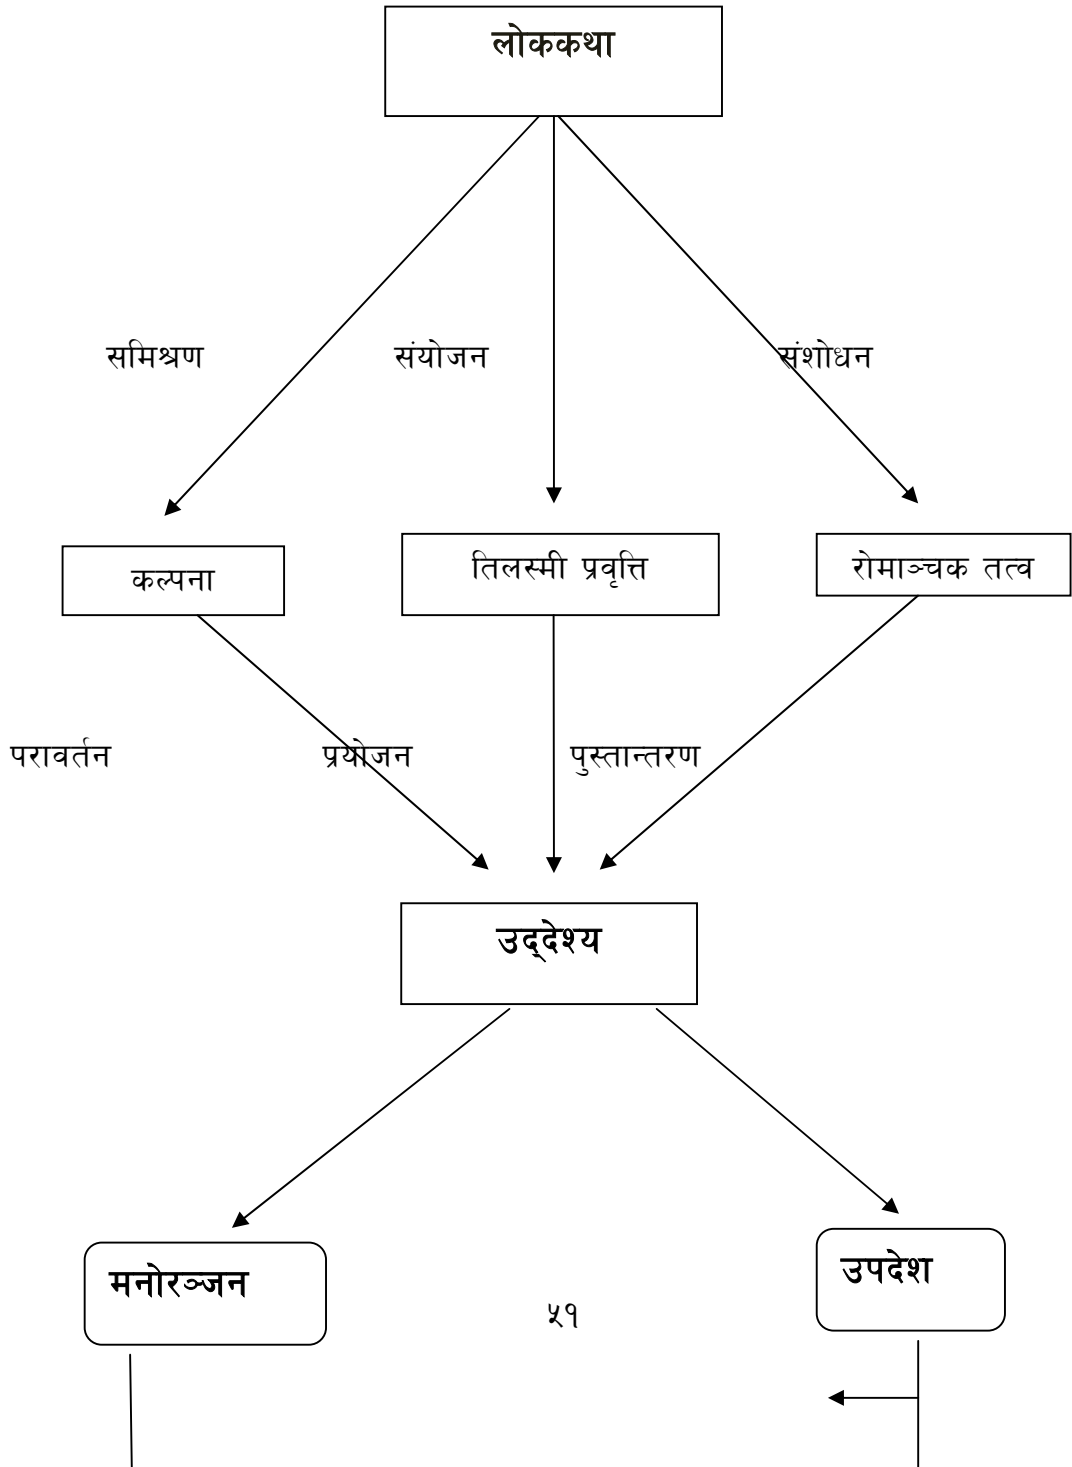 लोककथा
समिश्रण संयोजन संशोधन
कल्पना तिलस्मी प्रवृत्ति रोमाञ्चक तत्व
परावर्तन प्रयोजन पुस्तान्तरण
उद्देश्य
मनोरञ्जन उपदेश
५१